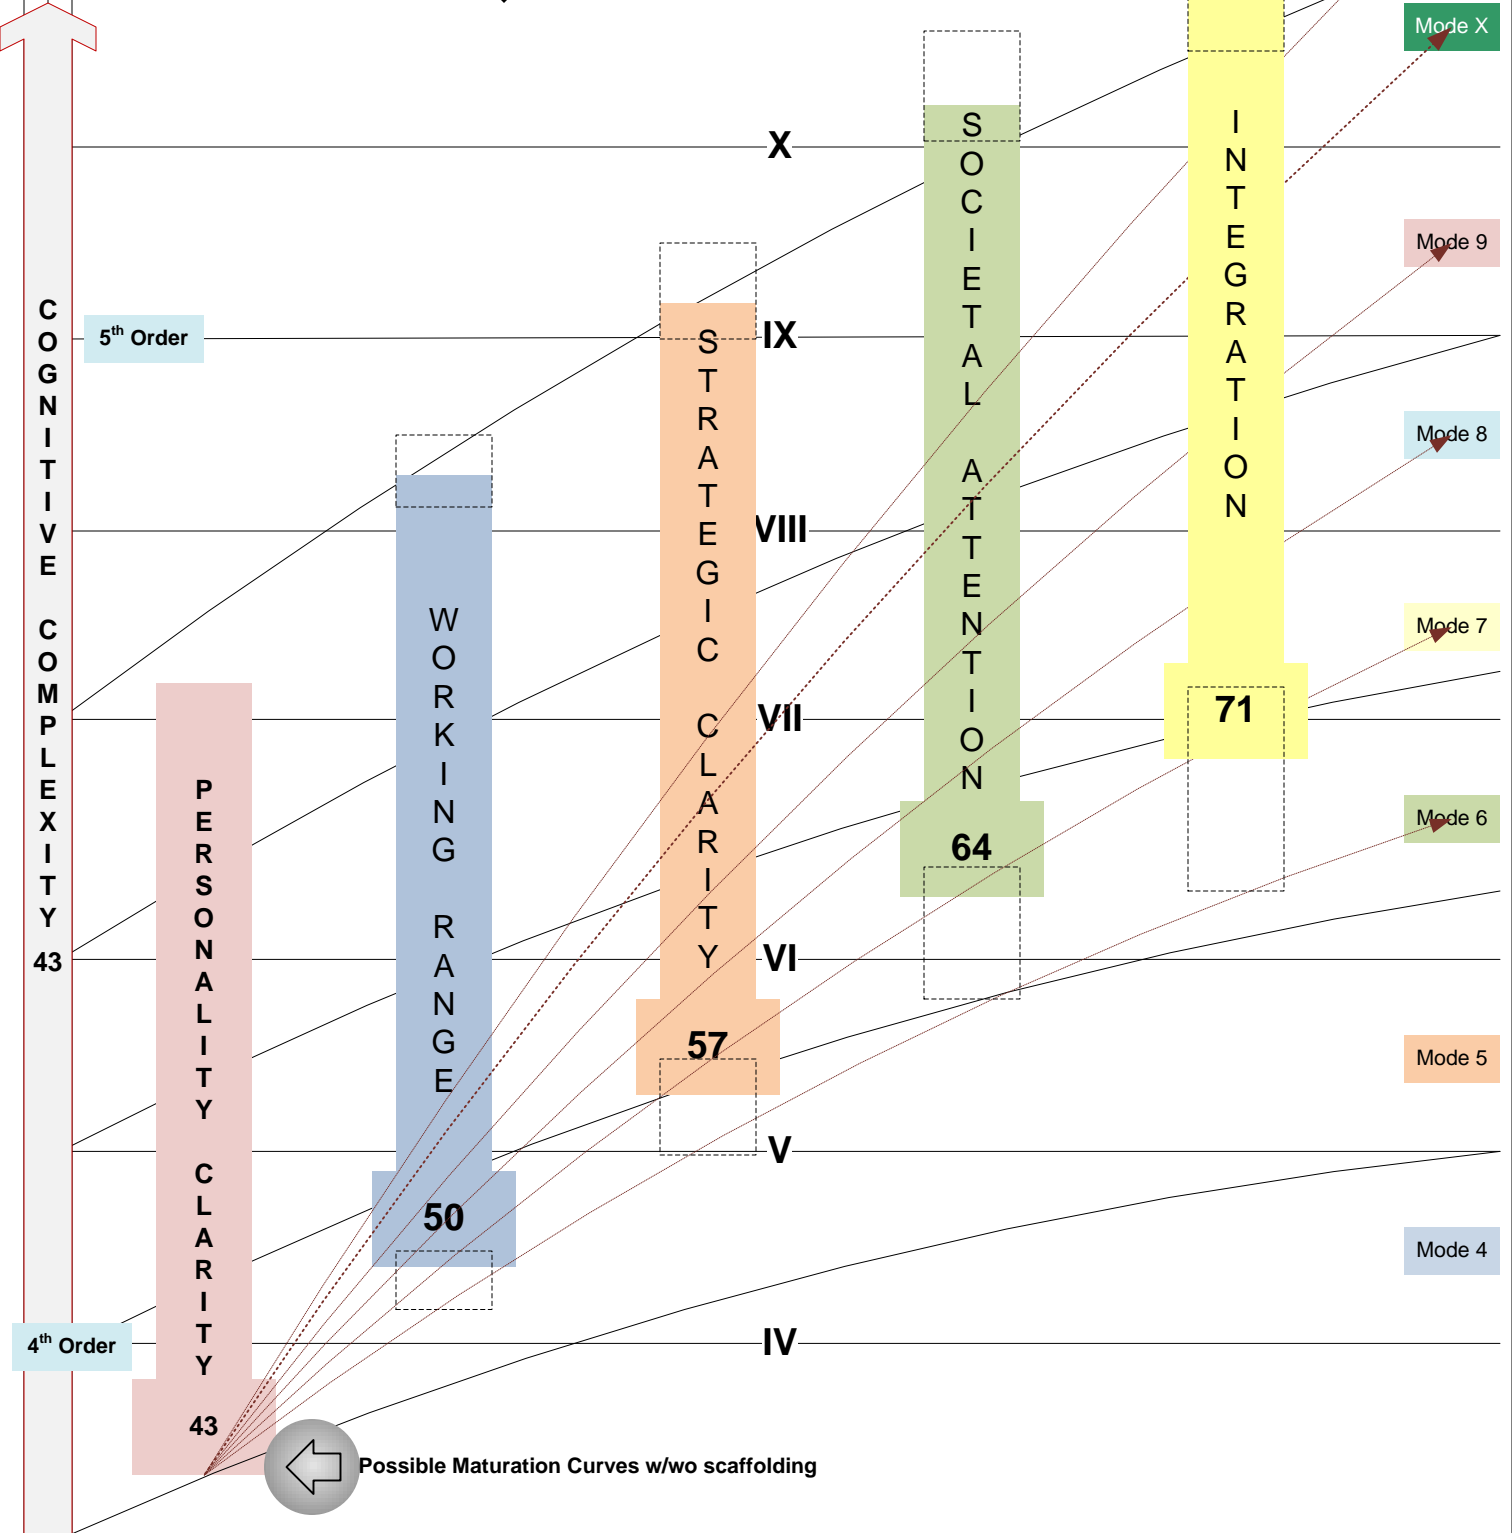 Mode X
X
Mode 9
5th Order
IX
Mode 8
VIII
Mode 7
VII
Mode 6
VI
Mode 5
V
Mode 4
4th Order
IV
COGNITIVE COMPLEXITY
43
PERSONALITY CLARITY
43
WORKING RANGE
50
STRATEGIC CLARITY
57
SOCIETAL ATTENTION
64
INTEGRATION
71
Possible Maturation Curves w/wo scaffolding